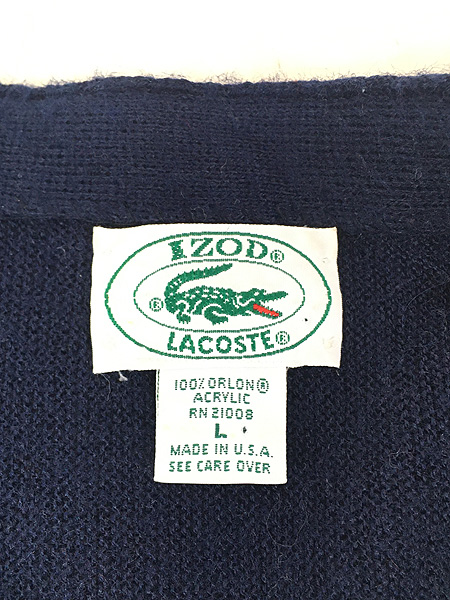 IZOD®
®
LACOSTE®
100% ORLON®
ACRYLIC
RN 21008
L
MADE IN U.S.A.
SEE CARE OVER